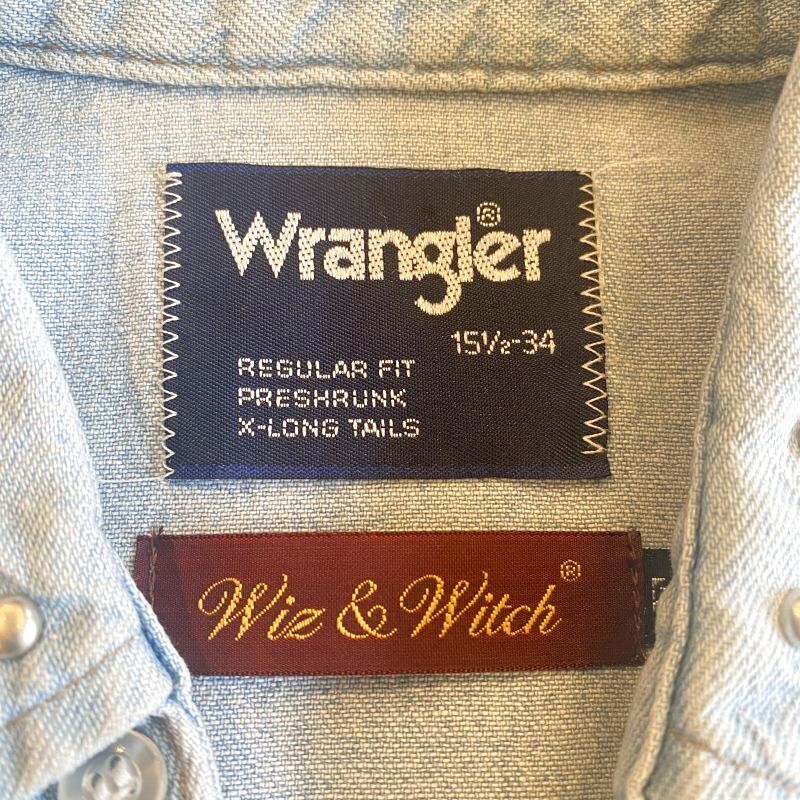 Wrangler®
15½-34
REGULAR FIT
PRESHRUNK
X-LONG TAILS
Wiz & Witch®